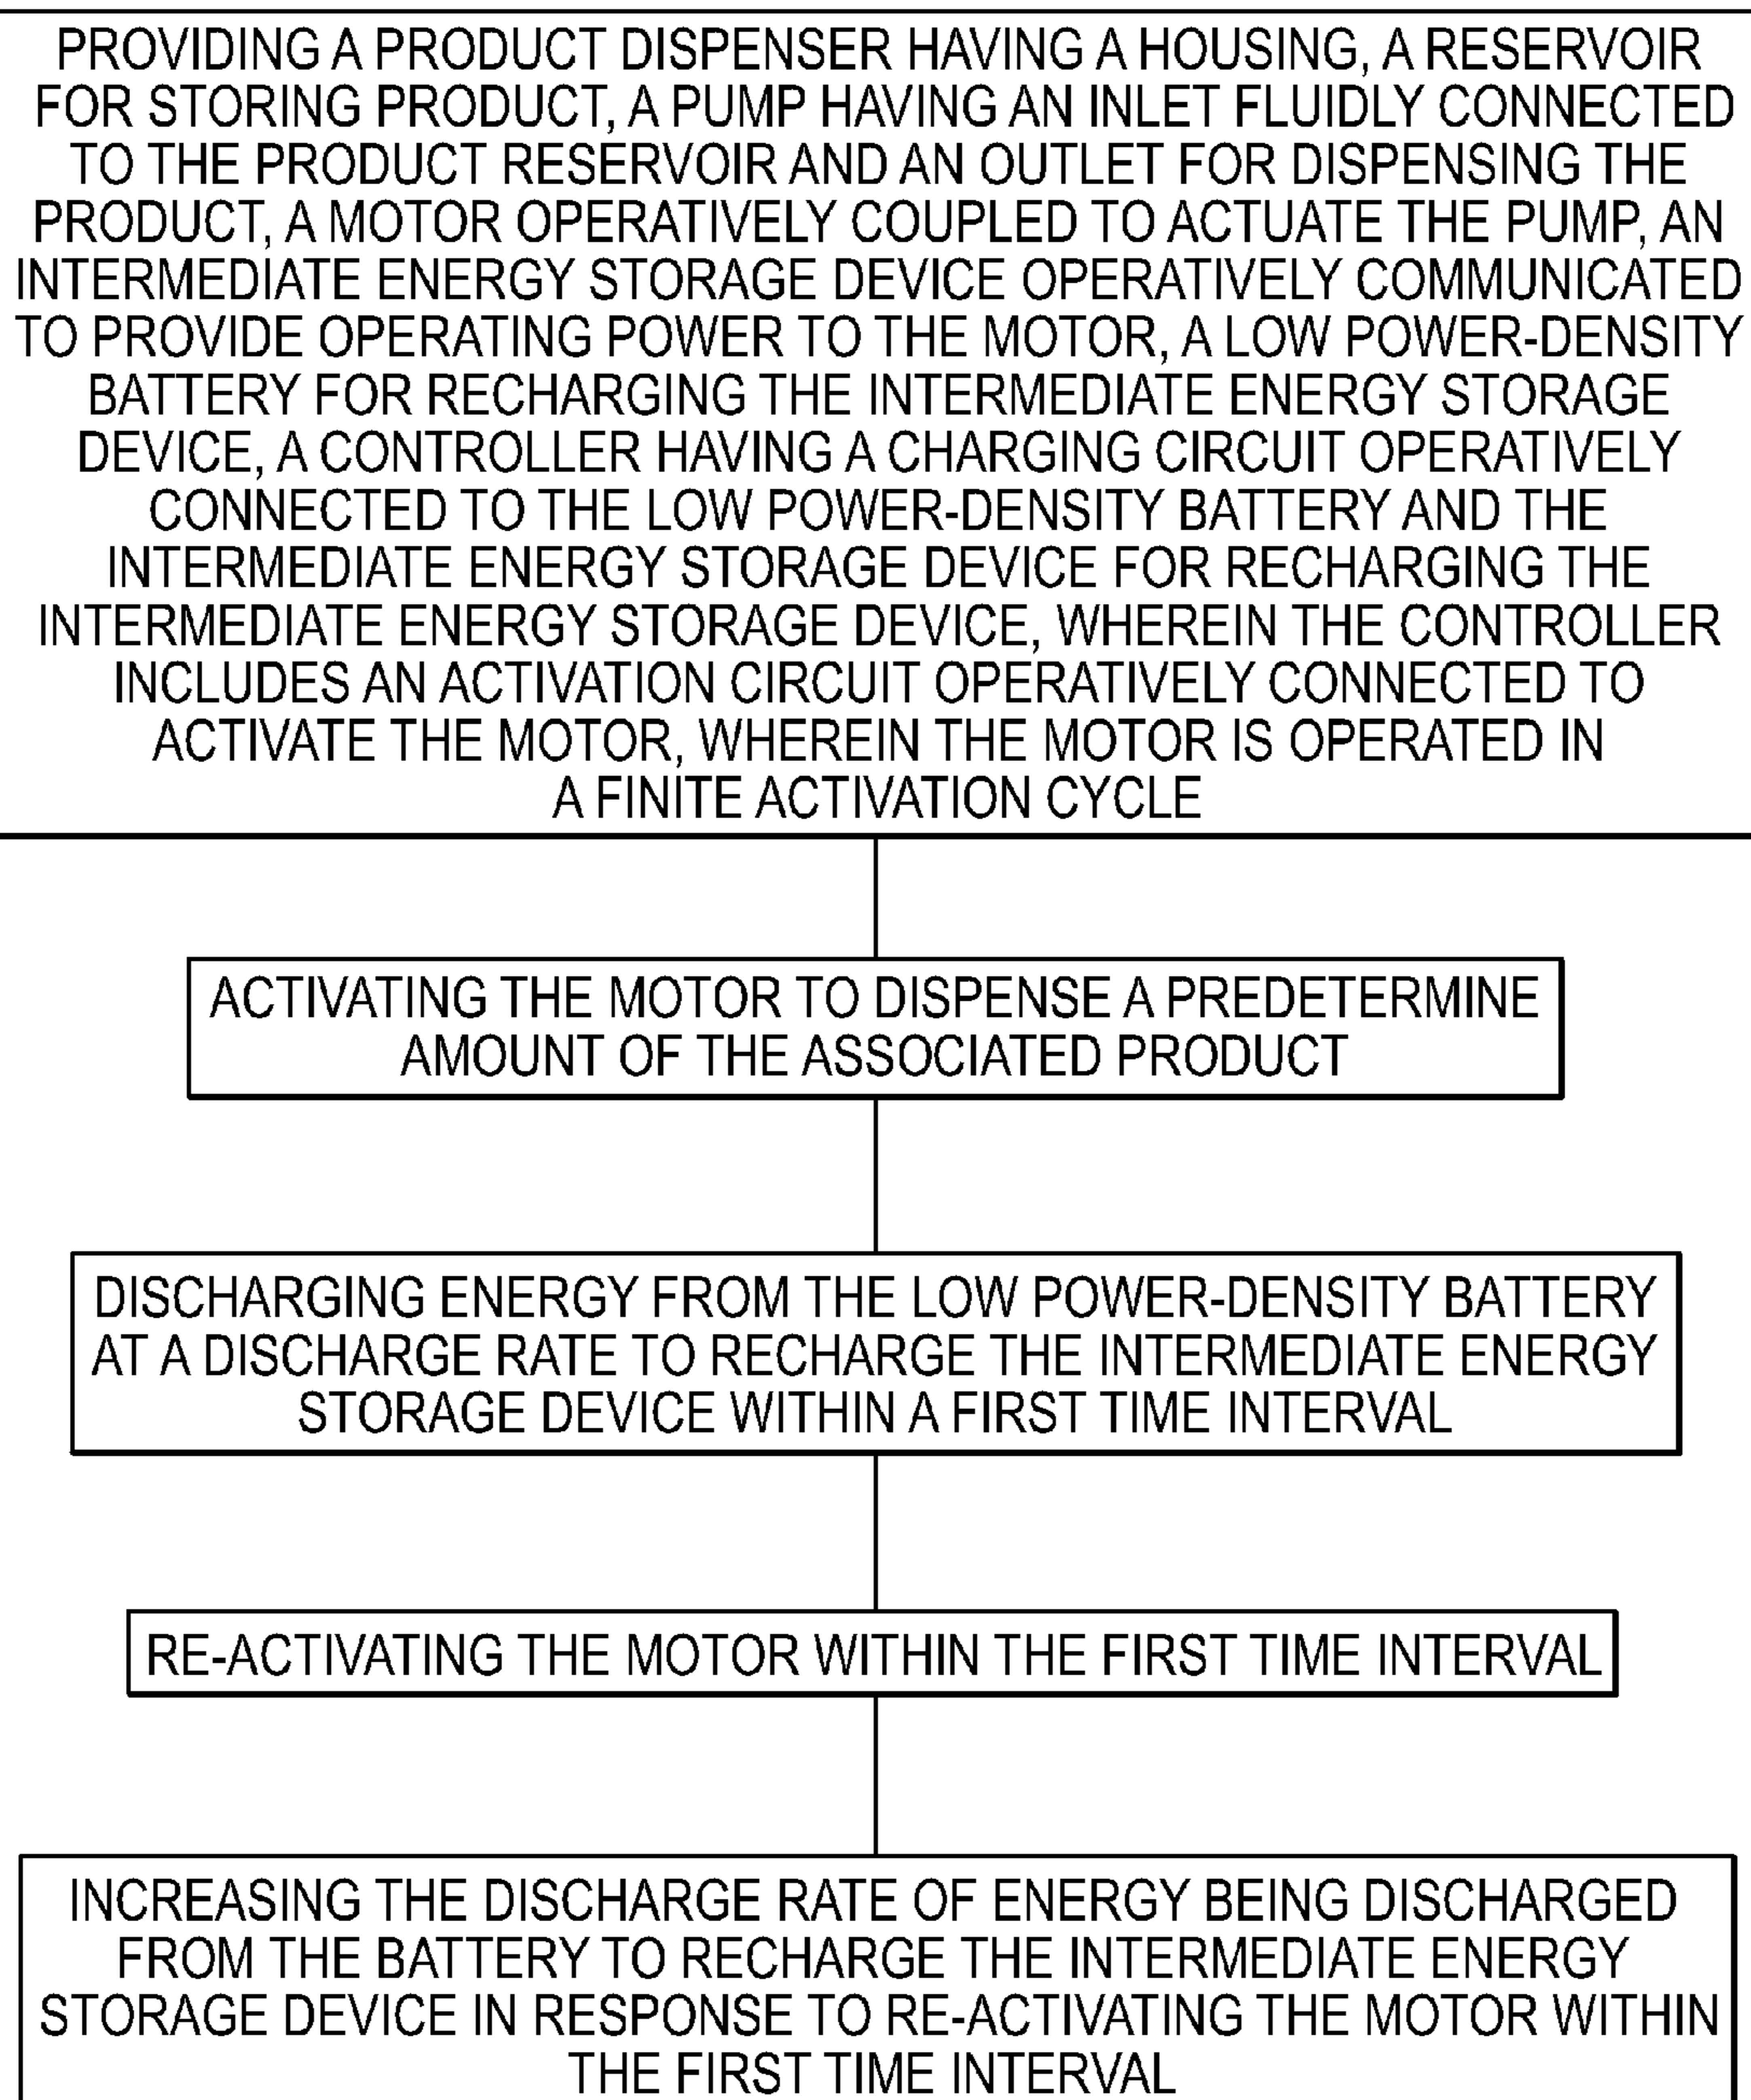 PROVIDING A PRODUCT DISPENSER HAVING A HOUSING, A RESERVOIR
FOR STORING PRODUCT, A PUMP HAVING AN INLET FLUIDLY CONNECTED
TO THE PRODUCT RESERVOIR AND AN OUTLET FOR DISPENSING THE
PRODUCT, A MOTOR OPERATIVELY COUPLED TO ACTUATE THE PUMP, AN
INTERMEDIATE ENERGY STORAGE DEVICE OPERATIVELY COMMUNICATED
TO PROVIDE OPERATING POWER TO THE MOTOR, A LOW POWER-DENSITY
BATTERY FOR RECHARGING THE INTERMEDIATE ENERGY STORAGE
DEVICE, A CONTROLLER HAVING A CHARGING CIRCUIT OPERATIVELY
CONNECTED TO THE LOW POWER-DENSITY BATTERY AND THE
INTERMEDIATE ENERGY STORAGE DEVICE FOR RECHARGING THE
INTERMEDIATE ENERGY STORAGE DEVICE, WHEREIN THE CONTROLLER
INCLUDES AN ACTIVATION CIRCUIT OPERATIVELY CONNECTED TO
ACTIVATE THE MOTOR, WHEREIN THE MOTOR IS OPERATED IN
A FINITE ACTIVATION CYCLE
ACTIVATING THE MOTOR TO DISPENSE A PREDETERMINE
AMOUNT OF THE ASSOCIATED PRODUCT
DISCHARGING ENERGY FROM THE LOW POWER-DENSITY BATTERY
AT A DISCHARGE RATE TO RECHARGE THE INTERMEDIATE ENERGY
STORAGE DEVICE WITHIN A FIRST TIME INTERVAL
RE-ACTIVATING THE MOTOR WITHIN THE FIRST TIME INTERVAL
INCREASING THE DISCHARGE RATE OF ENERGY BEING DISCHARGED
FROM THE BATTERY TO RECHARGE THE INTERMEDIATE ENERGY
STORAGE DEVICE IN RESPONSE TO RE-ACTIVATING THE MOTOR WITHIN
THE FIRST TIME INTERVAL